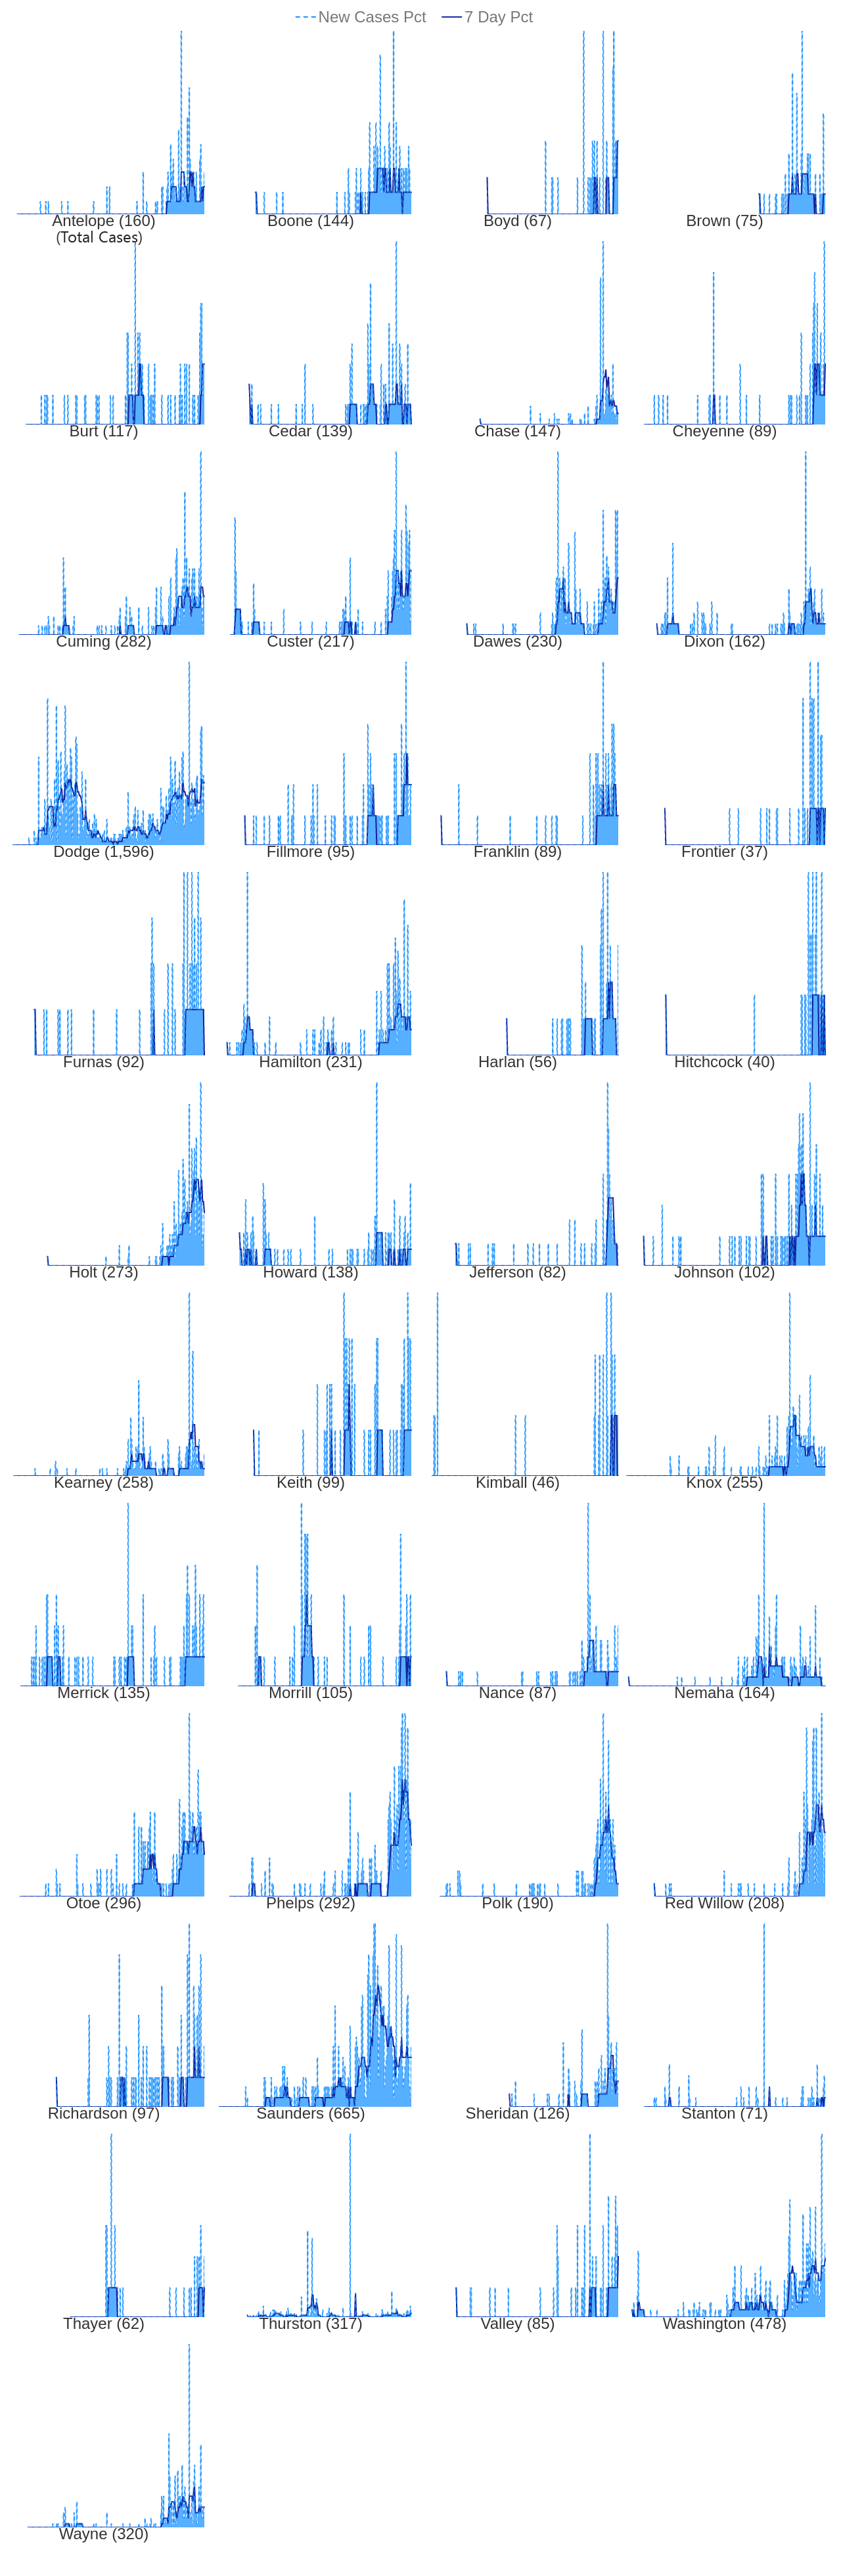 New Cases Pct 7 Day Pct
Antelope (160) Boone (144) Boyd (67) Brown (75)
(Total Cases)
Burt (117) Cedar (139) Chase (147) Cheyenne (89)
Cuming (282) Custer (217) Dawes (230) Dixon (162)
Dodge (1,596) Fillmore (95) Franklin (89) Frontier (37)
Furnas (92) Hamilton (231) Harlan (56) Hitchcock (40)
Holt (273) Howard (138) Jefferson (82) Johnson (102)
Kearney (258) Keith (99) Kimball (46) Knox (255)
Merrick (135) Morrill (105) Nance (87) Nemaha (164)
Otoe (296) Phelps (292) Polk (190) Red Willow (208)
Richardson (97) Saunders (665) Sheridan (126) Stanton (71)
Thayer (62) Thurston (317) Valley (85) Washington (478)
Wayne (320)